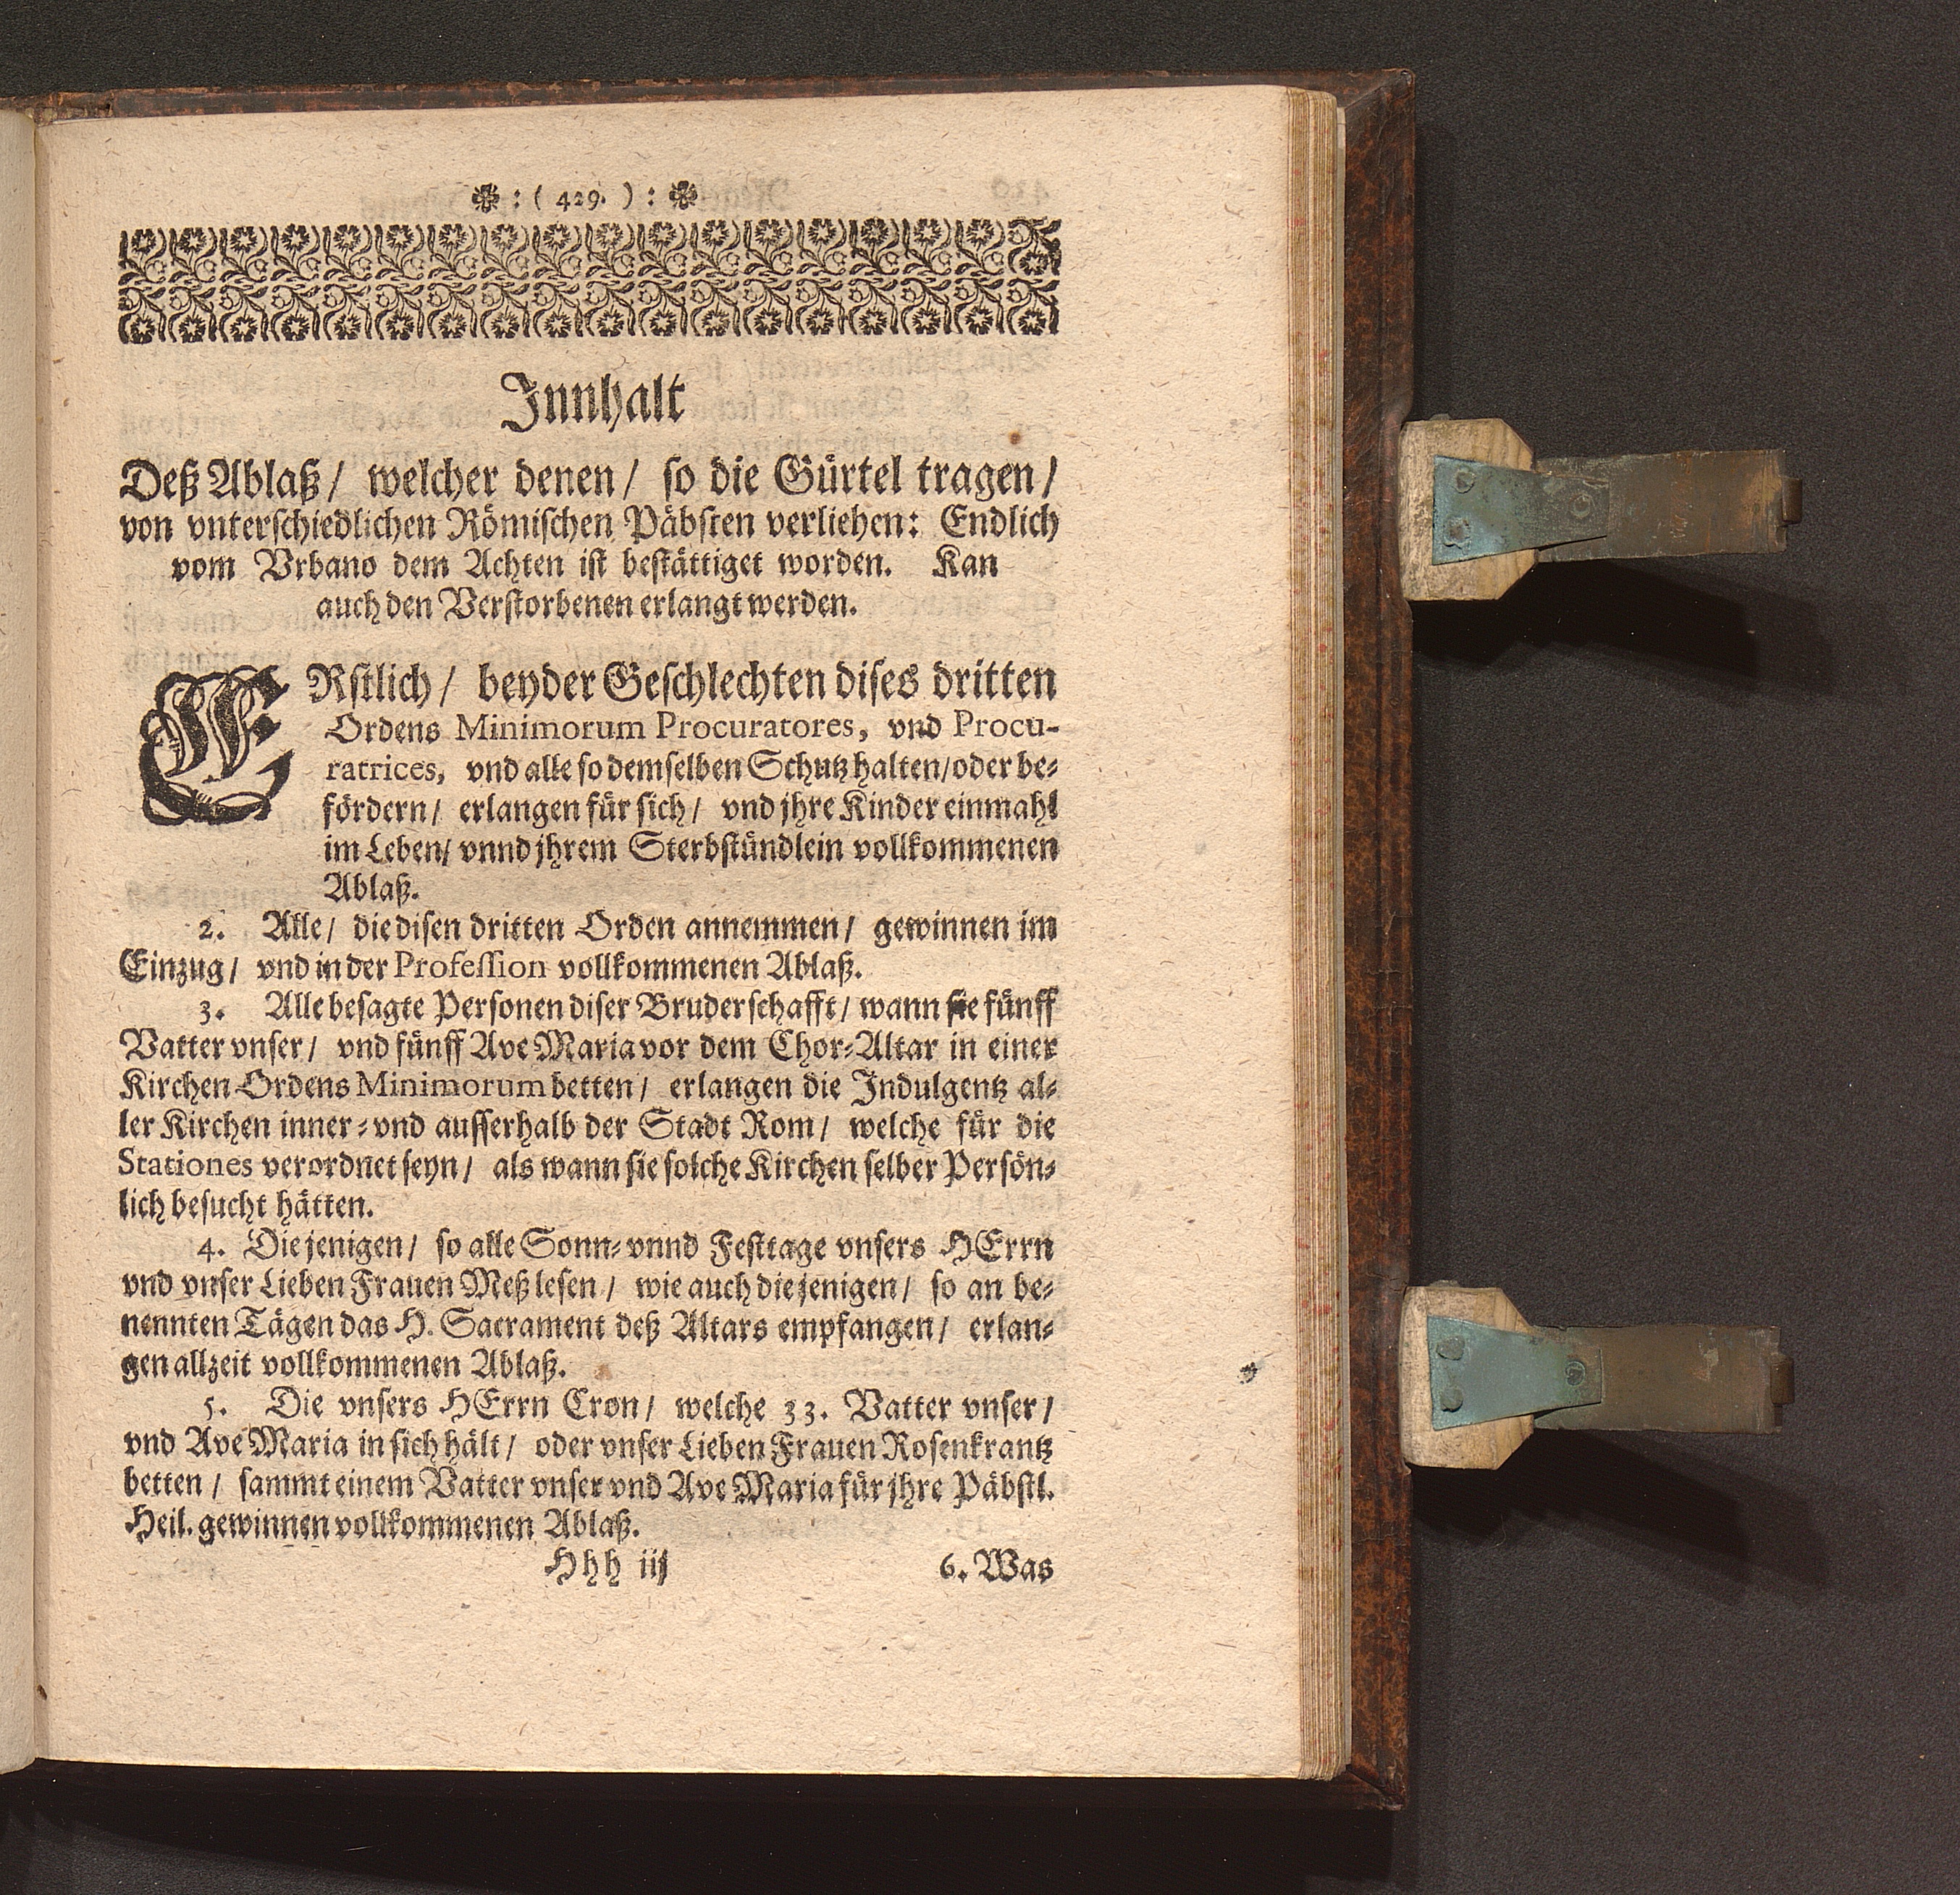 : ( 429. ) :
Innhalt
Deß Ablaß / welcher denen / so die Gürtel tragen /
von vnterschiedlichen Römischen Päbsten verliehen: Endlich
vom Vrbano dem Achten ist bestättiget worden. Kan
auch den Verstorbenen erlangt werden.
ERstlich / beyder Geschlechten dises dritten
Ordens Minimorum Procuratores, vnd Procu-
ratrices, vnd alle so demselben Schutz halten / oder be-
fördern / erlangen für sich / vnd jhre Kinder einmahl
im Leben / vnnd jhrem Sterbstündlein vollkommenen
Ablaß.
2. Alle / die disen dritten Orden annemmen / gewinnen im
Einzug / vnd in der Profession vollkommenen Ablaß.
3. Alle besagte Personen diser Bruderschafft / wann sie fünff
Vatter vnser / vnd fünff Ave Maria vor dem Chor-Altar in einer
Kirchen Ordens Minimorum betten / erlangen die Indulgentz al-
ler Kirchen inner- vnd ausserhalb der Stadt Rom / welche für die
Stationes verordnet seyn / als wann sie solche Kirchen selber Persön-
lich besucht hätten.
4. Diejenigen / so alle Sonn- vnnd Festtage vnsers HErrn
vnd vnser Lieben Frauen Meß lesen / wie auch diejenigen / so an be-
nennten Tägen das H. Sacrament deß Altars empfangen / erlan-
gen allzeit vollkommenen Ablaß.
5. Die vnsers HErrn Cron / welche 33. Vatter vnser /
vnd Ave Maria in sich hält / oder vnser Lieben Frauen Rosenkrantz
betten / sammt einem Vatter vnser vnd Ave Maria für jhre Päbstl.
Heil. gewinnen vollkommenen Ablaß.
Hhh iij
6. Was